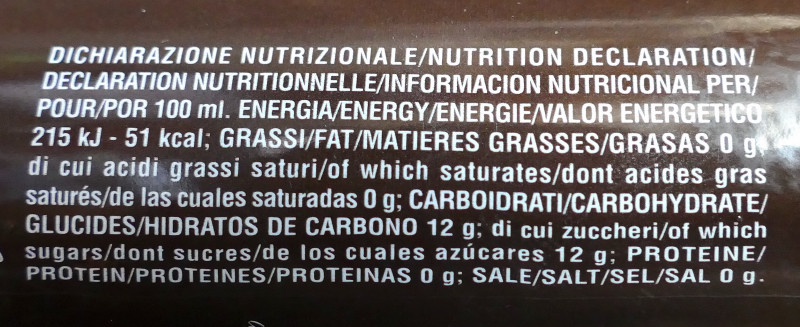 DICHIARAZIONE NUTRIZIONALE/NUTRITION DECLARATION/
DECLARATION NUTRITIONNELLE/INFORMACION NUTRICIONAL PER/
POUR/POR 100 ml. ENERGIA/ENERGY/ENERGIE/VALOR ENERGETICO
215 kJ - 51 kcal; GRASSI/FAT/MATIERES GRASSES/GRASAS 0 g,
di cui acidi grassi saturi/of which saturates/dont acides gras
saturés/de las cuales saturadas 0 g; CARBOIDRATI/CARBOHYDRATE/
GLUCIDES/HIDRATOS DE CARBONO 12 g; di cui zuccheri/of which
sugars/dont sucres/de los cuales azúcares 12 g; PROTEINE/
PROTEIN/PROTEINES/PROTEINAS 0 g; SALE/SALT/SEL/SAL 0 g.